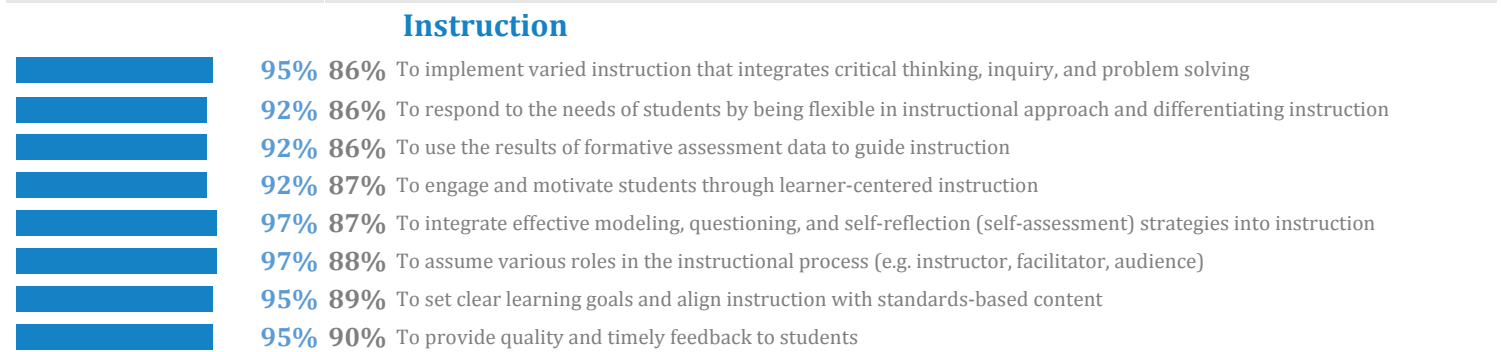 Instruction
95% 86% To implement varied instruction that integrates critical thinking, inquiry, and problem solving
92% 86% To respond to the needs of students by being flexible in instructional approach and differentiating instruction
92% 86% To use the results of formative assessment data to guide instruction
92% 87% To engage and motivate students through learner-centered instruction
97% 87% To integrate effective modeling, questioning, and self-reflection (self-assessment) strategies into instruction
97% 88% To assume various roles in the instructional process (e.g. instructor, facilitator, audience)
95% 89% To set clear learning goals and align instruction with standards-based content
95% 90% To provide quality and timely feedback to students